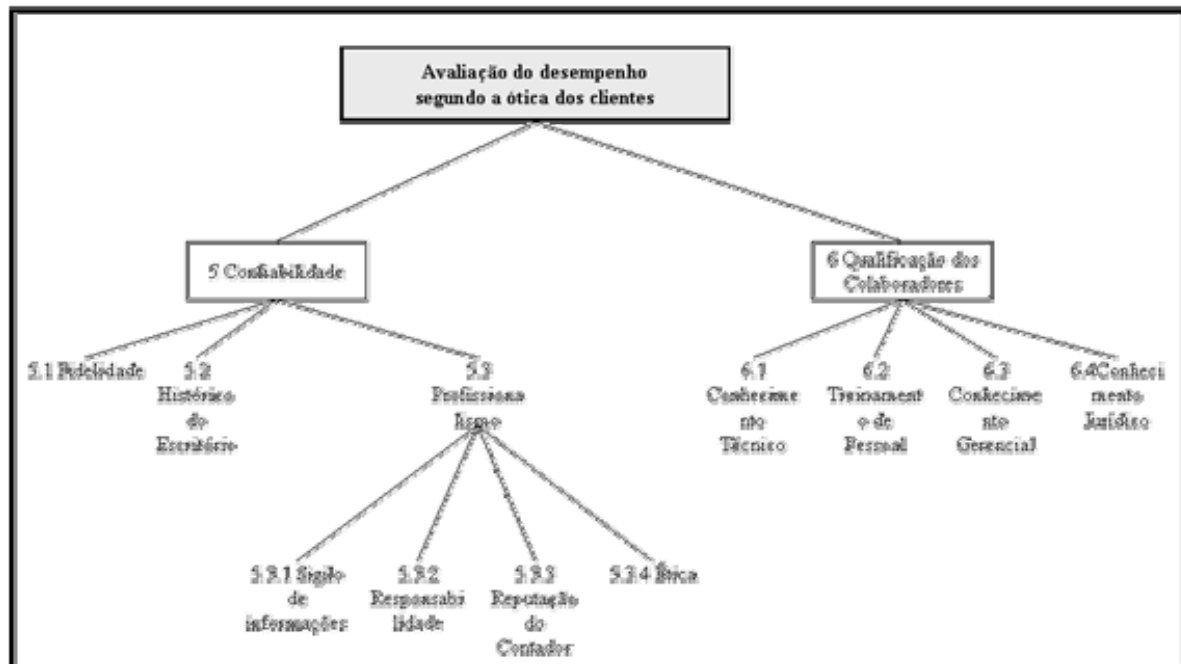 Avaliação do desempenho
segundo a ótica dos clientes
5 Confiabilidade
6 Qualificação dos
Colaboradores
5.1 Fidelidade
5.2
Histórico
do
Escritório
5.3
Profissiona
lismo
6.1
Conhecime
nto
Técnico
6.2
Treinament
o de
Pessoal
6.3
Conhecime
nto
Gerencial
6.4Conheci
mento
Jurídico
5.3.1 Sigilo
de
informações
5.3.2
Responsabi
lidade
5.3.3
Reputação
do
Contador
5.3.4 Ética